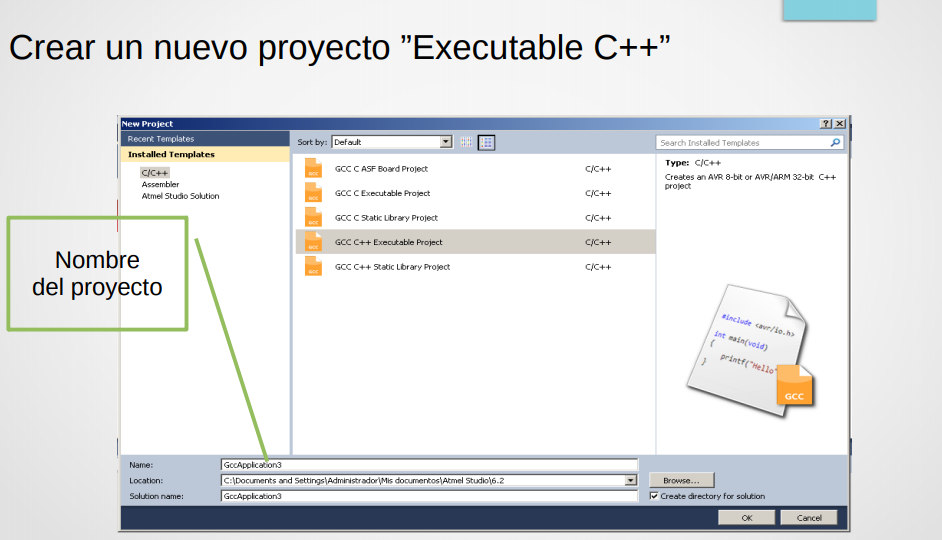 Crear un nuevo proyecto ”Executable C++”
New Project
Recent Templates
Installed Templates
C/C++
Assembler
Atmel Studio Solution
Sort by: Default
GCC C ASF Board Project C/C++
GCC C Executable Project C/C++
GCC C Static Library Project C/C++
GCC C++ Executable Project C/C++
GCC C++ Static Library Project C/C++
Search Installed Templates
Type: C/C++
Creates an AVR 8-bit or AVR/ARM 32-bit C++
project
#include <avr/io.h>
int main(void)
{
printf("Hello"
}
GCC
Nombre
del proyecto
Name: GccApplication3
Location: C:\Documents and Settings\Administrador\Mis documentos\Atmel Studio\6.2
Browse...
Solution name: GccApplication3
Create directory for solution
OK Cancel